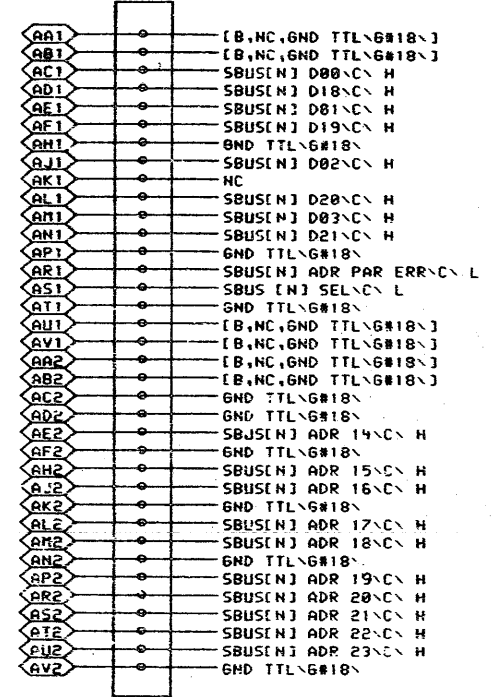 AA1 [B,NC,GND TTL\G#18\]
AB1 [B,NC,GND TTL\G#18\]
AC1 SBUS[N] D00\C\ H
AD1 SBUS[N] D18\C\ H
AE1 SBUS[N] D01\C\ H
AF1 SBUS[N] D19\C\ H
AH1 GND TTL\G#18\
AJ1 SBUS[N] D02\C\ H
AK1 NC
AL1 SBUS[N] D20\C\ H
AM1 SBUS[N] D03\C\ H
AN1 SBUS[N] D21\C\ H
AP1 GND TTL\G#18\
AR1 SBUS[N] ADR PAR ERR\C\ L
AS1 SBUS [N] SEL\C\ L
AT1 GND TTL\G#18\
AU1 [B,NC,GND TTL\G#18\]
AV1 [B,NC,GND TTL\G#18\]
AA2 [B,NC,GND TTL\G#18\]
AB2 [B,NC,GND TTL\G#18\]
AC2 GND TTL\G#18\
AD2 GND TTL\G#18\
AE2 SBUS[N] ADR 14\C\ H
AF2 GND TTL\G#18\
AH2 SBUS[N] ADR 15\C\ H
AJ2 SBUS[N] ADR 16\C\ H
AK2 GND TTL\G#18\
AL2 SBUS[N] ADR 17\C\ H
AM2 SBUS[N] ADR 18\C\ H
AN2 GND TTL\G#18\
AP2 SBUS[N] ADR 19\C\ H
AR2 SBUS[N] ADR 20\C\ H
AS2 SBUS[N] ADR 21\C\ H
AT2 SBUS[N] ADR 22\C\ H
AU2 SBUS[N] ADR 23\C\ H
AV2 GND TTL\G#18\